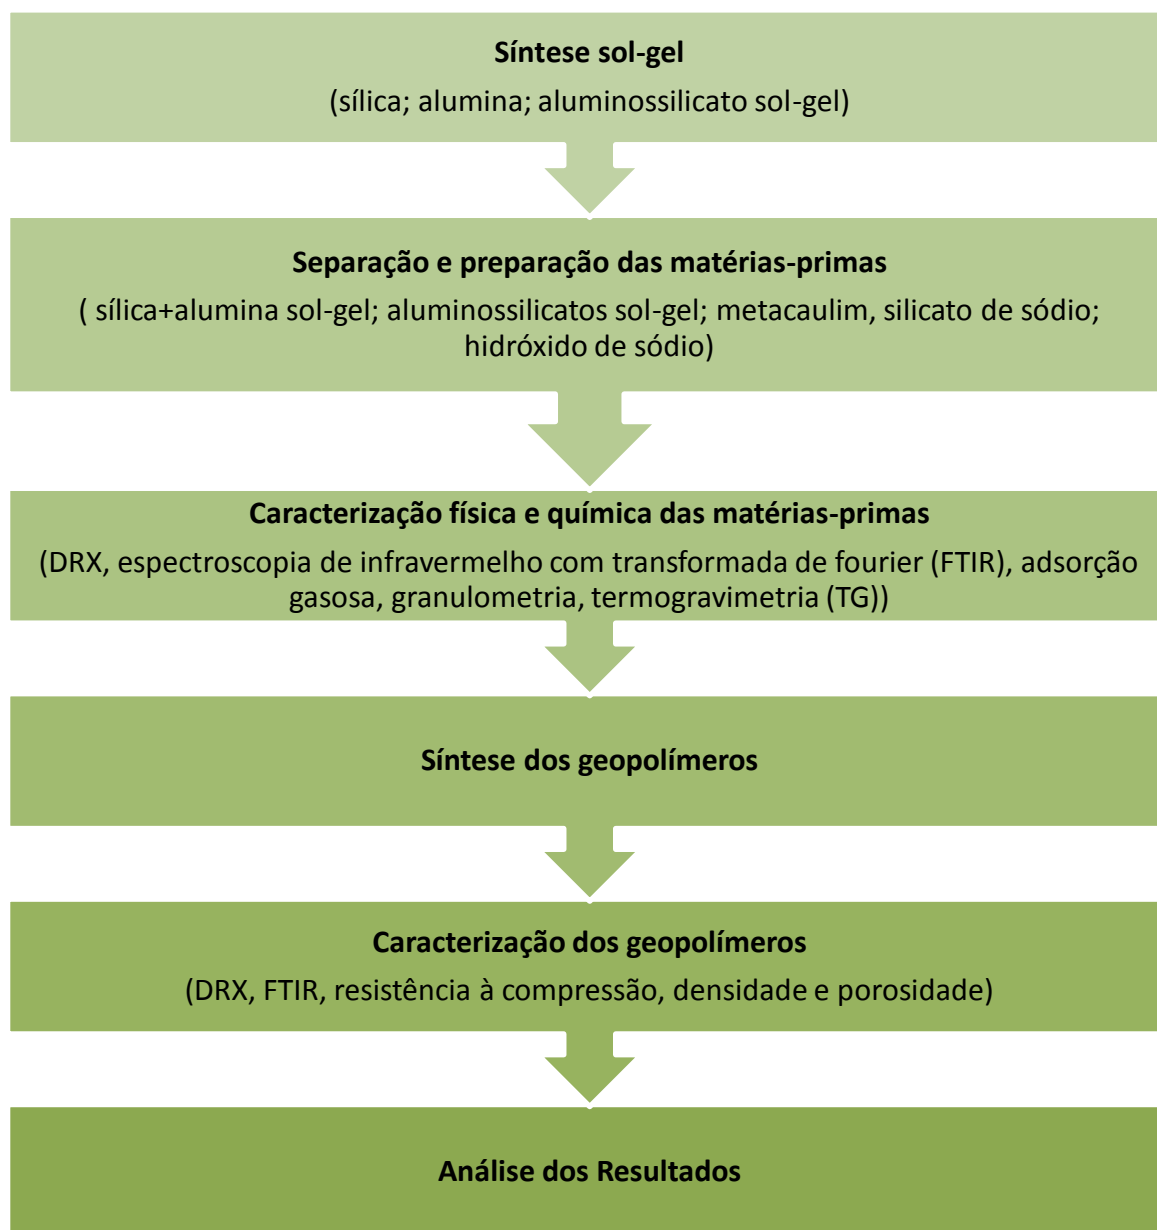 Síntese sol-gel
(sílica; alumina; aluminossilicato sol-gel)
Separação e preparação das matérias-primas
( sílica+alumina sol-gel; aluminossilicatos sol-gel; metacaulim, silicato de sódio;
hidróxido de sódio)
Caracterização física e química das matérias-primas
(DRX, espectroscopia de infravermelho com transformada de fourier (FTIR), adsorção
gasosa, granulometria, termogravimetria (TG))
Síntese dos geopolímeros
Caracterização dos geopolímeros
(DRX, FTIR, resistência à compressão, densidade e porosidade)
Análise dos Resultados